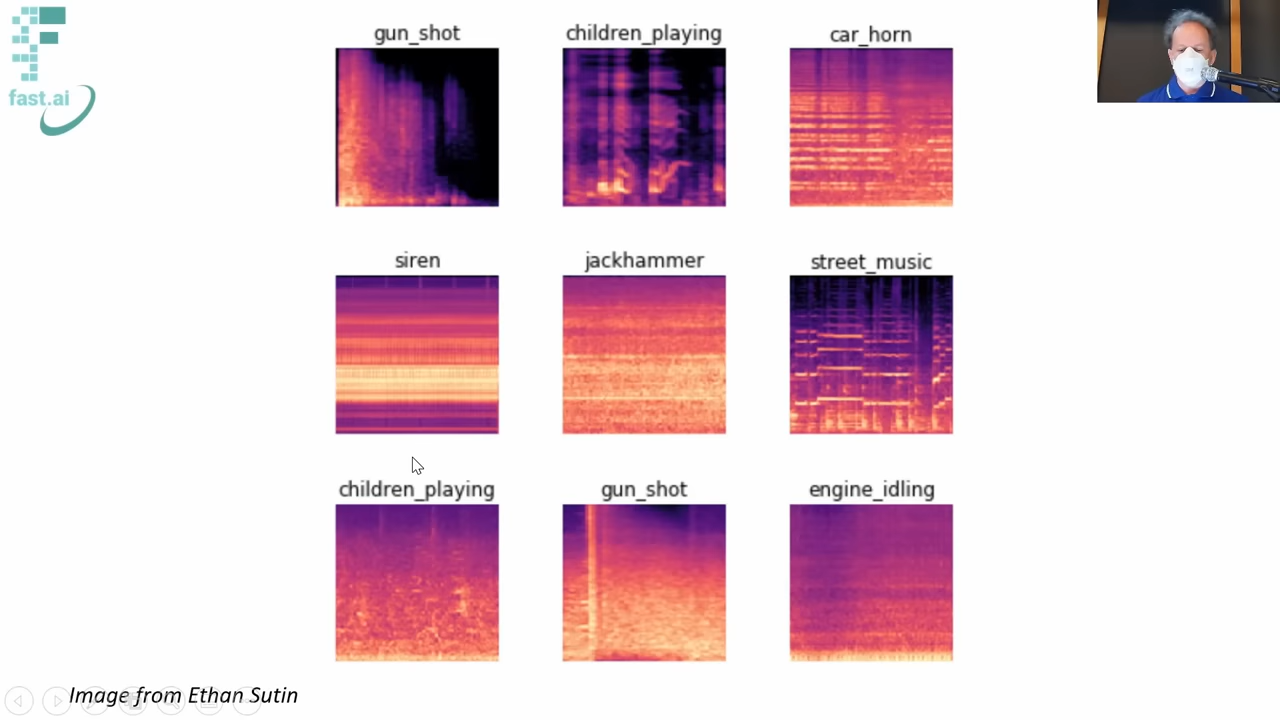 fast.ai
gun_shot
children_playing
car_horn
siren
jackhammer
street_music
children_playing
gun_shot
engine_idling
Image from Ethan Sutin